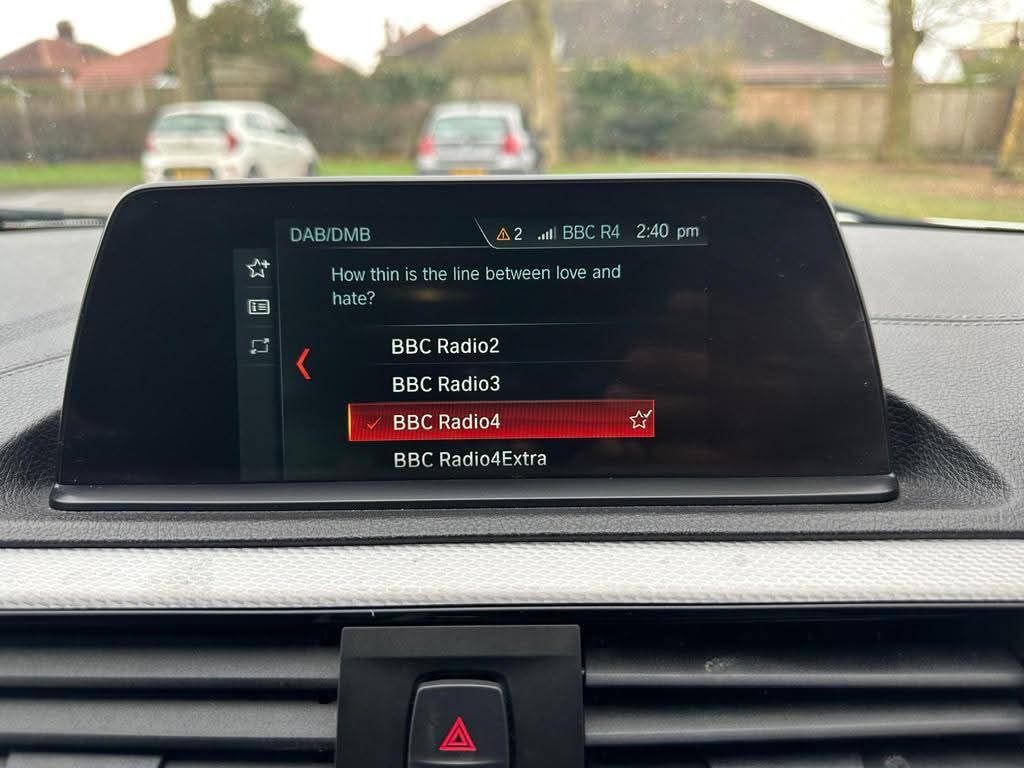 DAB/DMB
2 BBC R4 2:40 pm
How thin is the line between love and
hate?
BBC Radio2
BBC Radio3
BBC Radio4
BBC Radio4Extra